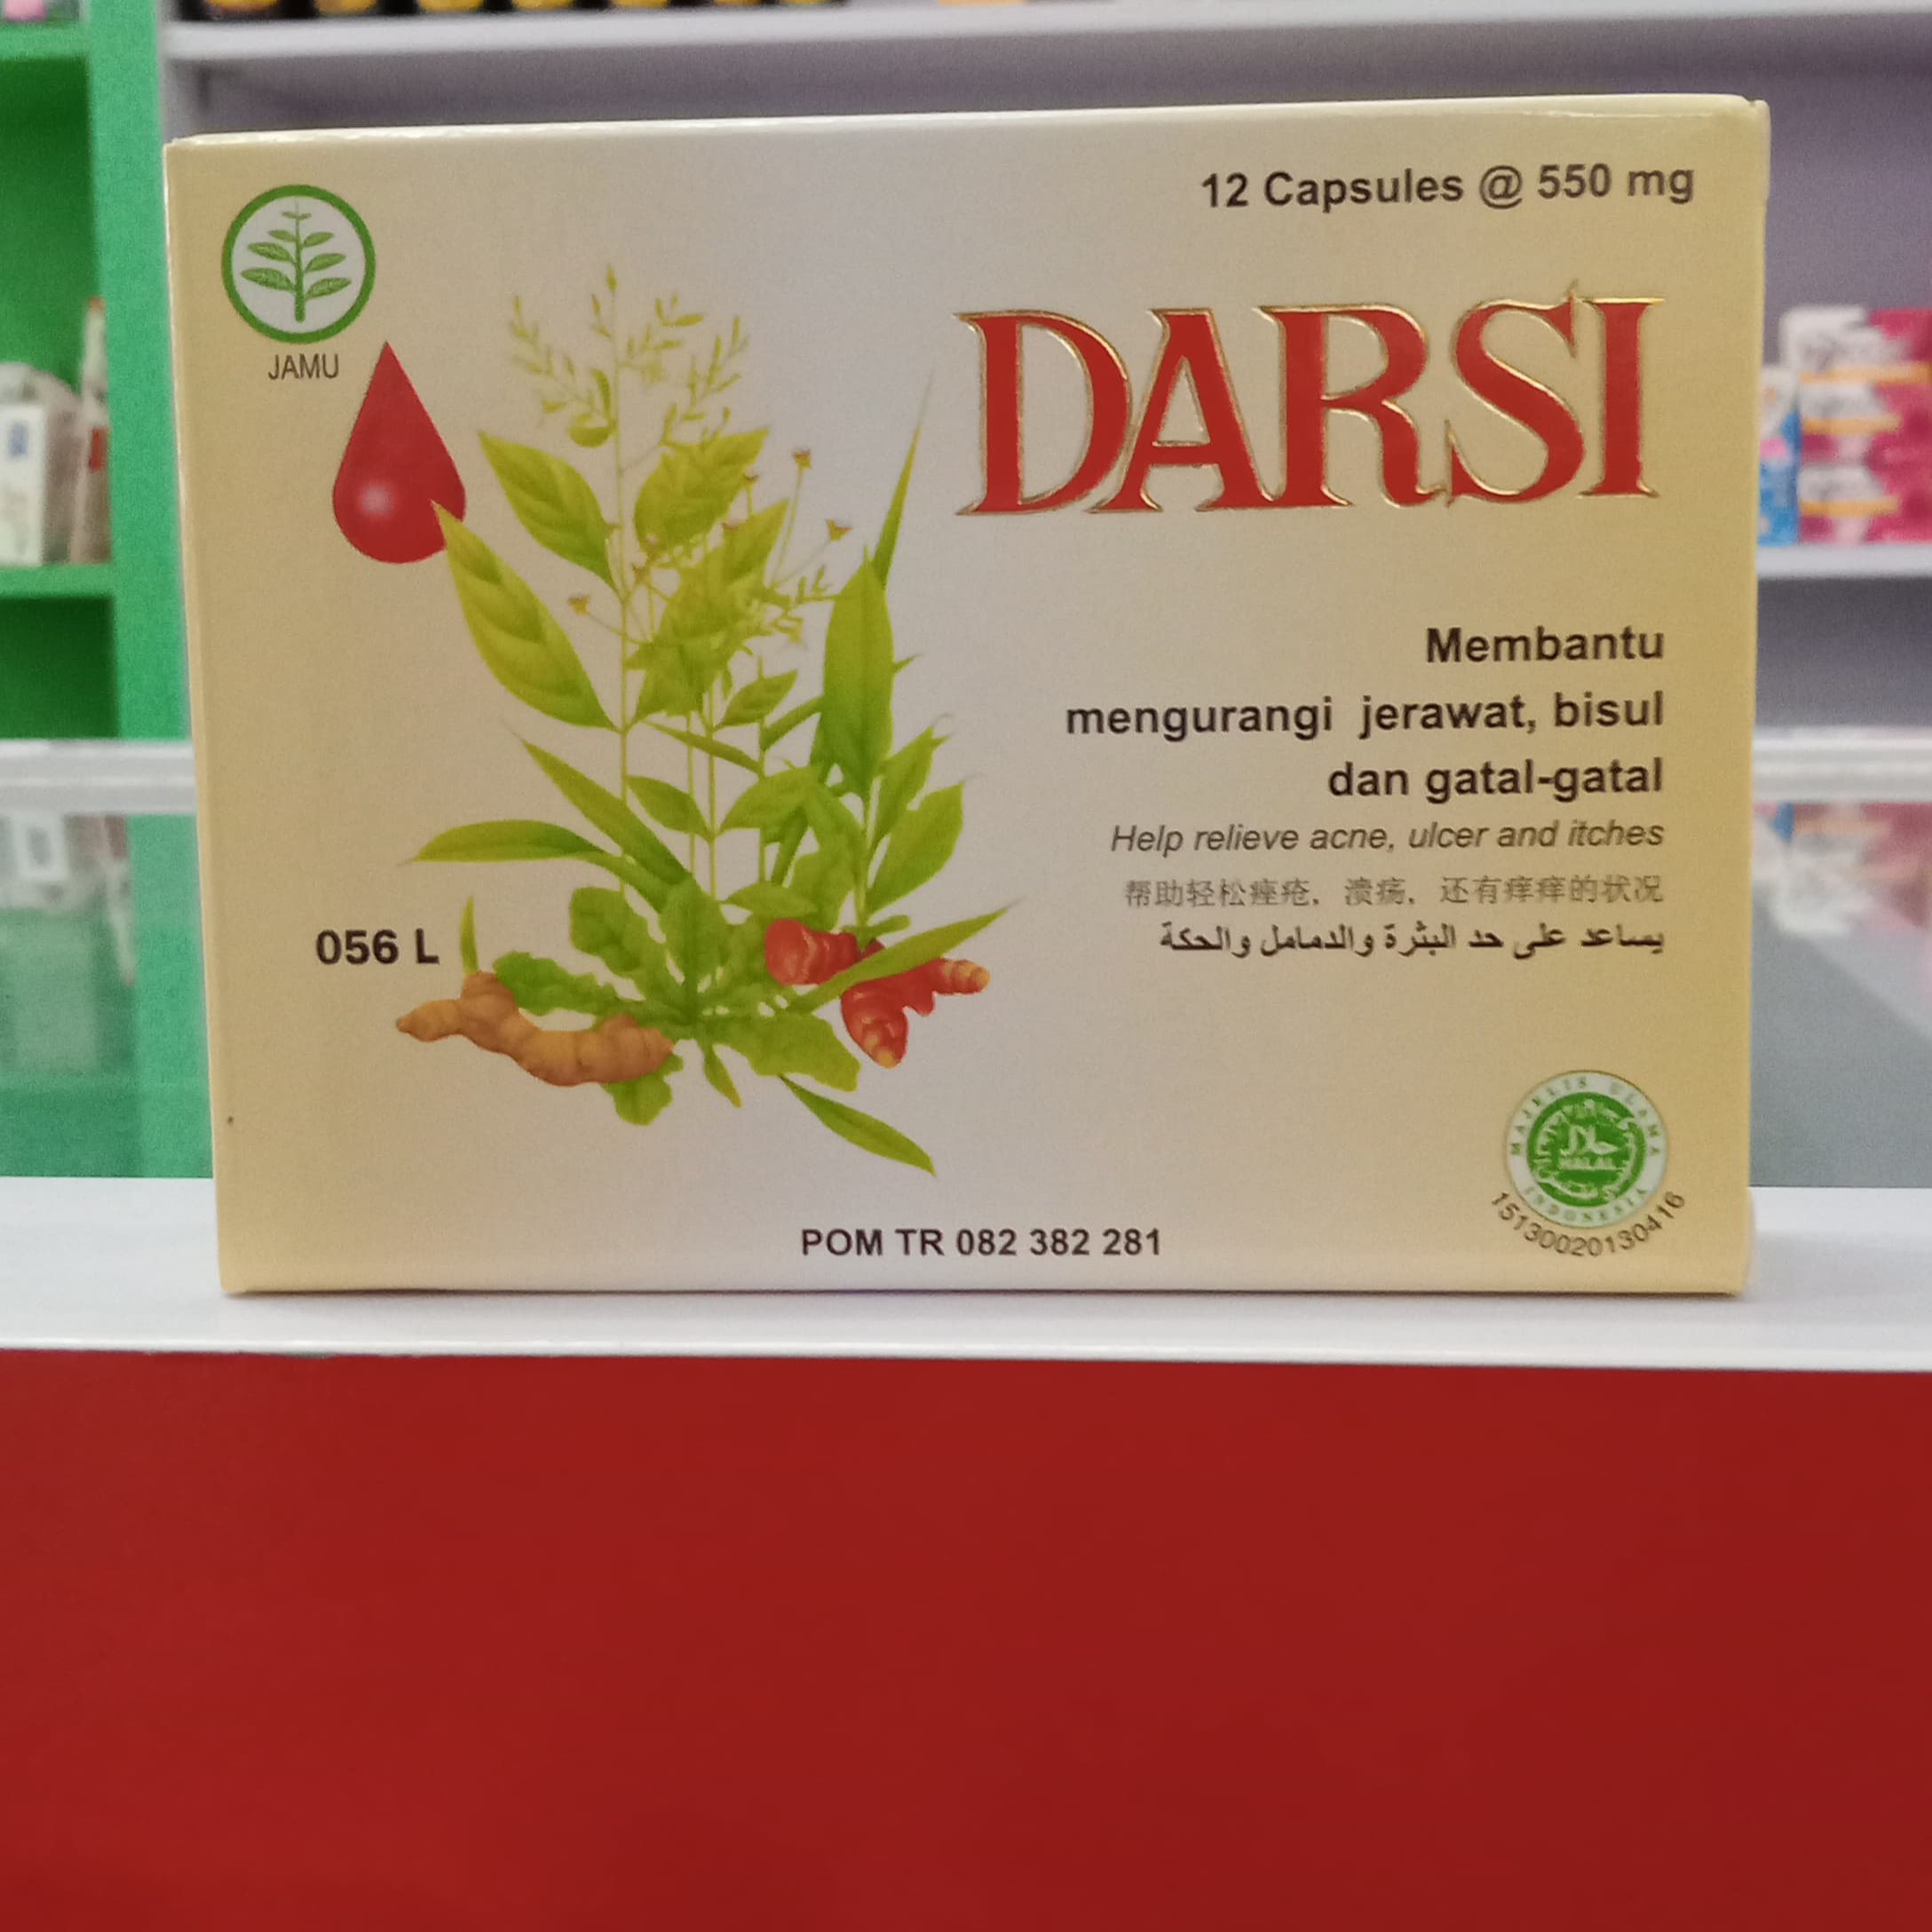 12 Capsules @ 550 mg
JAMU
DARSI
Membantu
mengurangi jerawat, bisul
dan gatal-gatal
Help relieve acne, ulcer and itches
帮助轻松痤疮，溃疡，还有痒痒的状况
يساعد على حد البثرة والدمامل والحكة
056 L
MAJELIS ULAMA INDONESIA
حلال
HALAL
15130020130416
POM TR 082 382 281